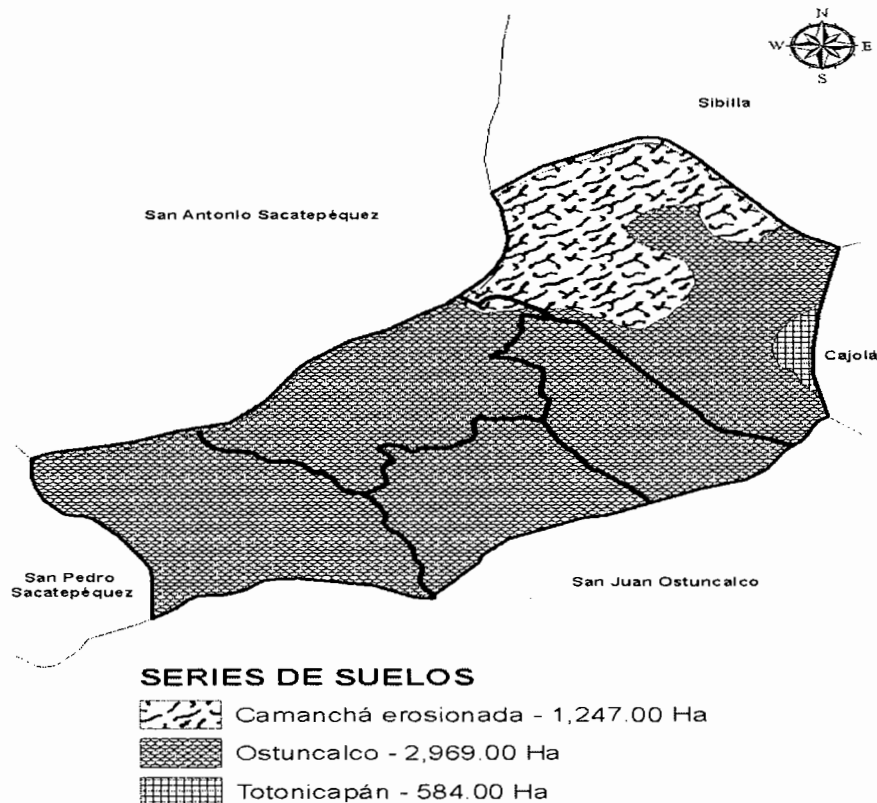 N
W E
S
Sibilla
San Antonio Sacatepéquez
Cajolá
San Pedro
Sacatepéquez
San Juan Ostuncalco
SERIES DE SUELOS
Camanchá erosionada - 1,247.00 Ha
Ostuncalco - 2,969.00 Ha
Totonicapán - 584.00 Ha